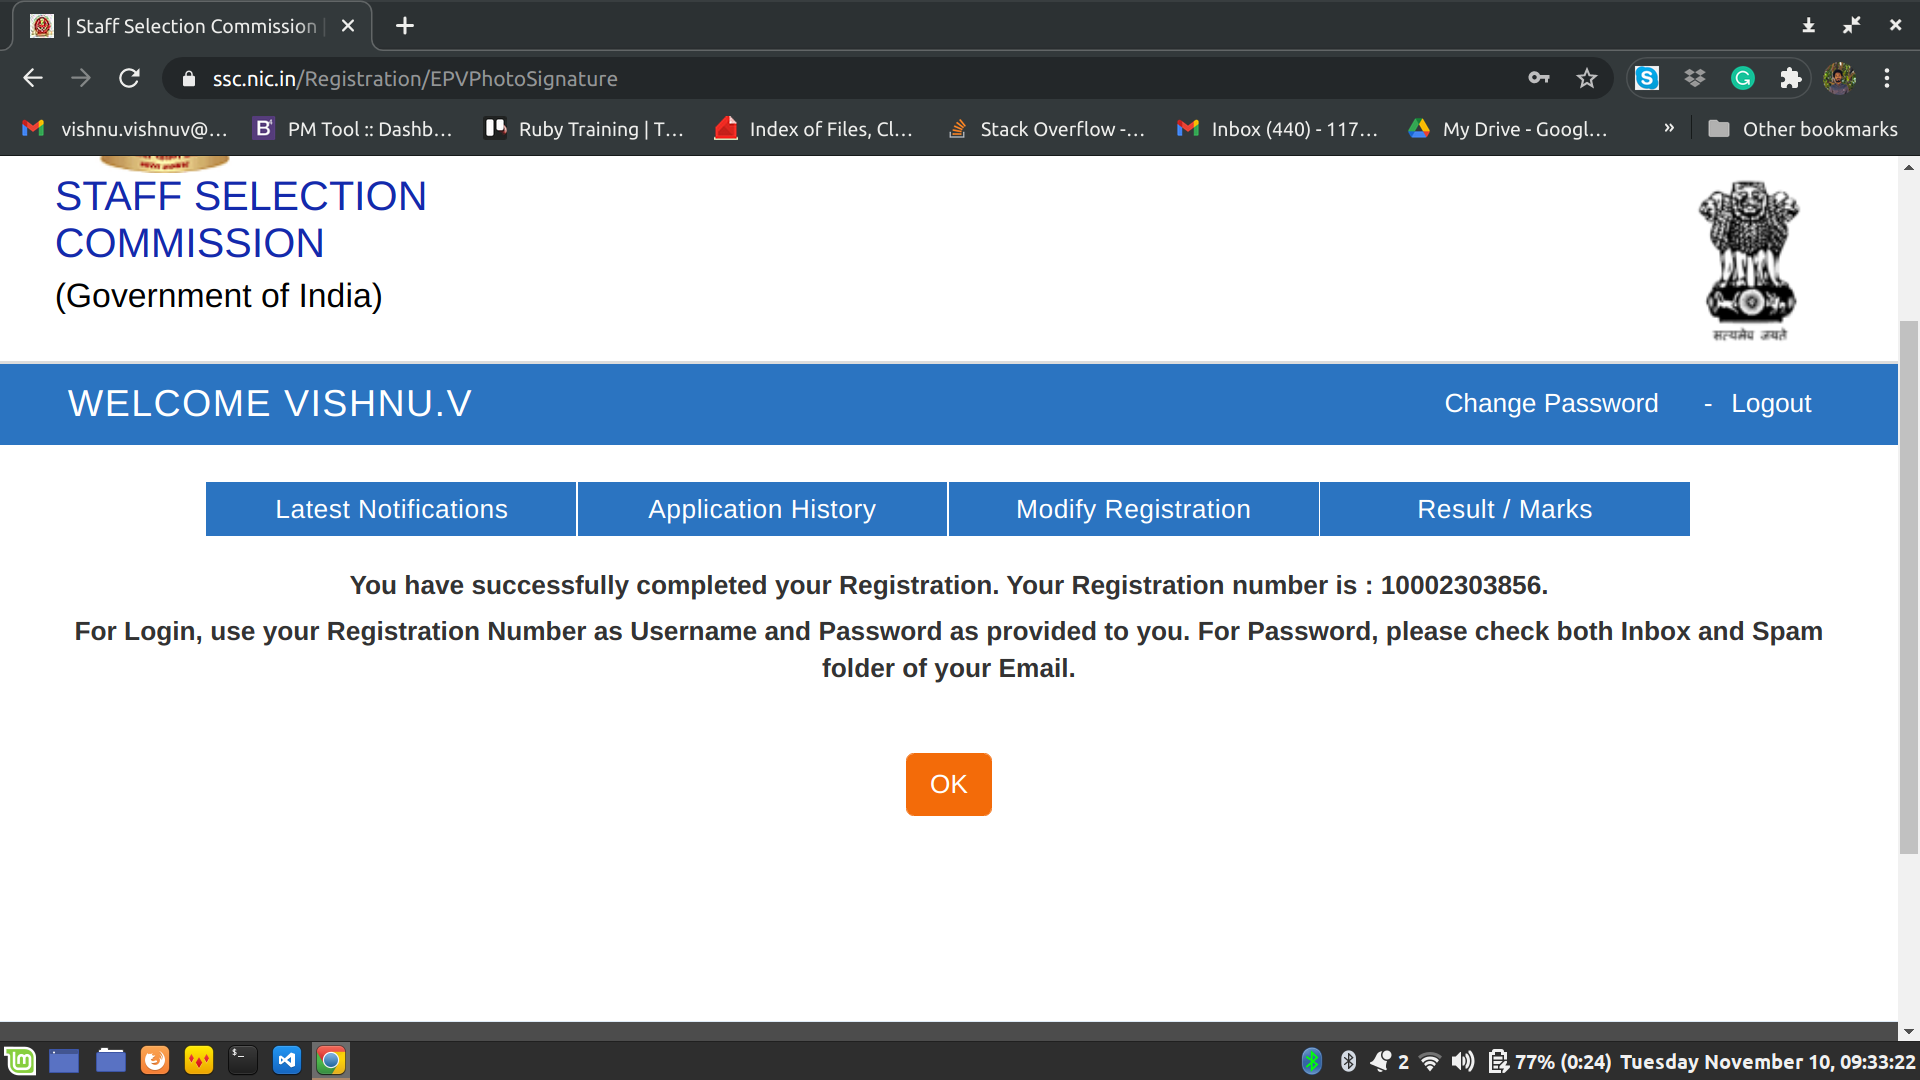 | Staff Selection Commission |
ssc.nic.in/Registration/EPVPhotoSignature
vishnu.vishnuv@... PM Tool :: Dashb... Ruby Training | T... Index of Files, Cl... Stack Overflow -... Inbox (440) - 117... My Drive - Googl... » Other bookmarks
STAFF SELECTION
COMMISSION
(Government of India)
सत्यमेव जयते
WELCOME VISHNU.V Change Password - Logout
Latest Notifications Application History Modify Registration Result / Marks
You have successfully completed your Registration. Your Registration number is : 10002303856.
For Login, use your Registration Number as Username and Password as provided to you. For Password, please check both Inbox and Spam
folder of your Email.
OK
2 77% (0:24) Tuesday November 10, 09:33:22